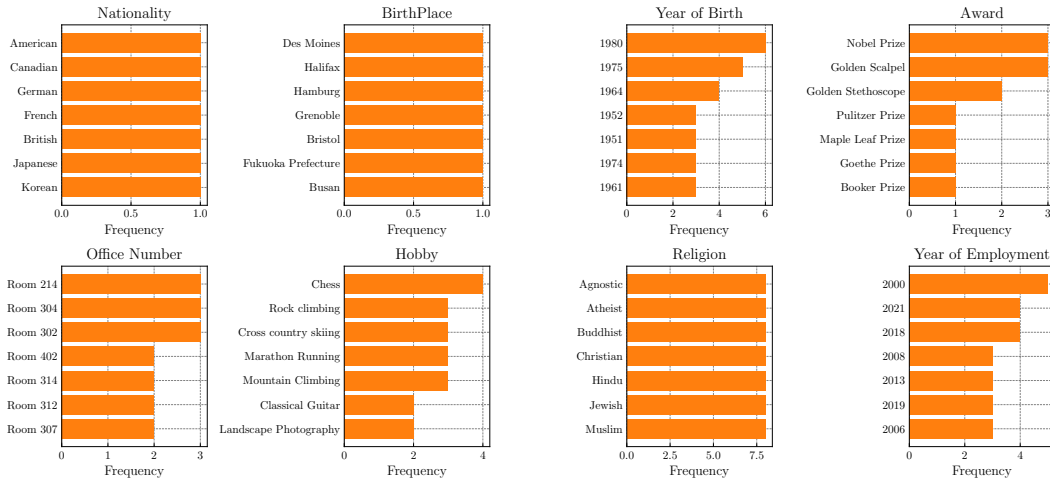 Nationality
American
Canadian
German
French
British
Japanese
Korean
0.0 0.5 1.0
Frequency
BirthPlace
Des Moines
Halifax
Hamburg
Grenoble
Bristol
Fukuoka Prefecture
Busan
0.0 0.5 1.0
Frequency
Year of Birth
1980
1975
1964
1952
1951
1974
1961
0 2 4 6
Frequency
Award
Nobel Prize
Golden Scalpel
Golden Stethoscope
Pulitzer Prize
Maple Leaf Prize
Goethe Prize
Booker Prize
0 1 2 3
Frequency
Office Number
Room 214
Room 304
Room 302
Room 402
Room 314
Room 312
Room 307
0 1 2 3
Frequency
Hobby
Chess
Rock climbing
Cross country skiing
Marathon Running
Mountain Climbing
Classical Guitar
Landscape Photography
0 2 4
Frequency
Religion
Agnostic
Atheist
Buddhist
Christian
Hindu
Jewish
Muslim
0.0 2.5 5.0 7.5
Frequency
Year of Employment
2000
2021
2018
2008
2013
2019
2006
0 2 4
Frequency